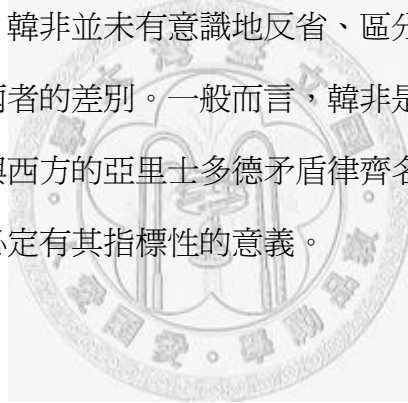 韓非並未有意識地反省、區分
兩者的差別。一般而言，韓非是
與西方的亞里士多德矛盾律齊名
必定有其指標性的意義。